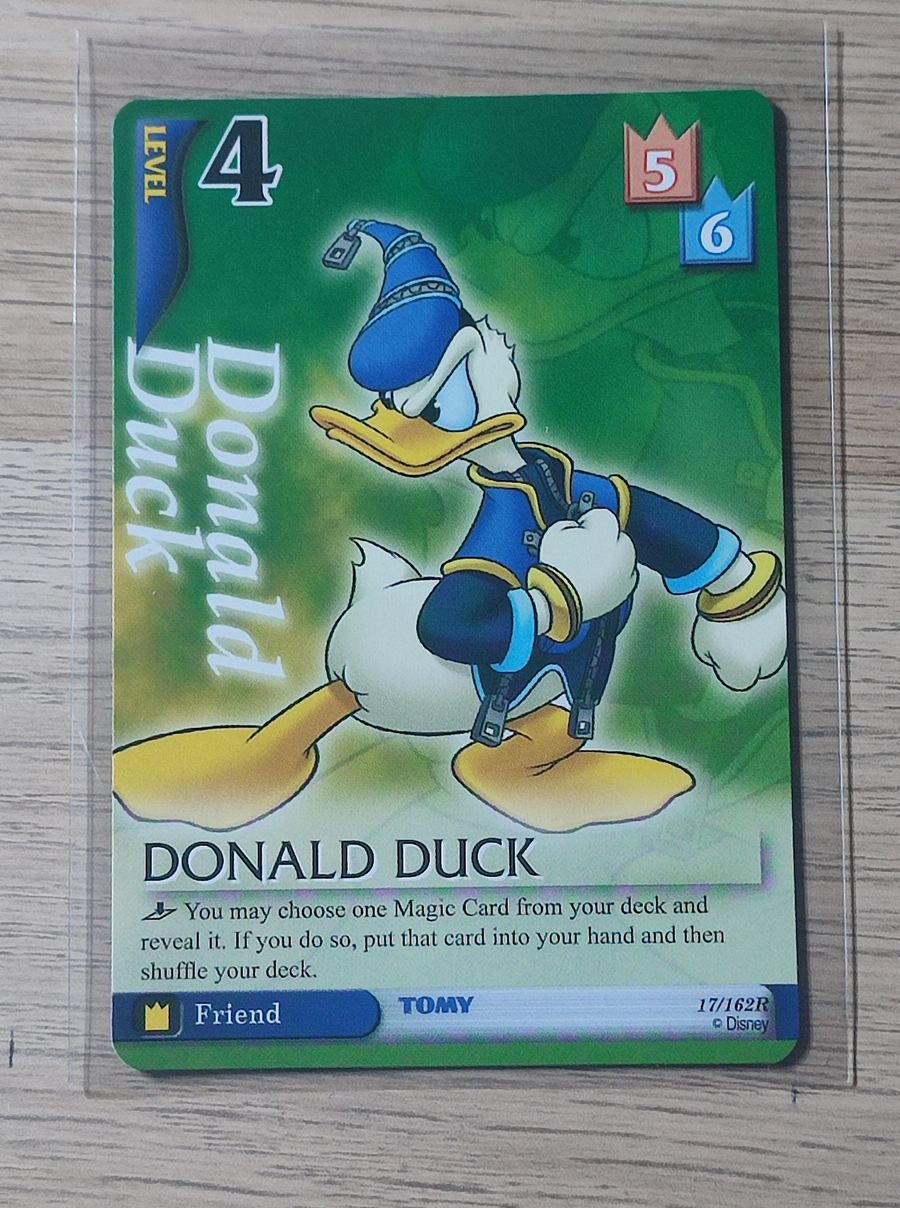 LEVEL
4
5
6
Donald
Duck
DONALD DUCK
You may choose one Magic Card from your deck and
reveal it. If you do so, put that card into your hand and then
shuffle your deck.
Friend
TOMY
17/162R
© Disney